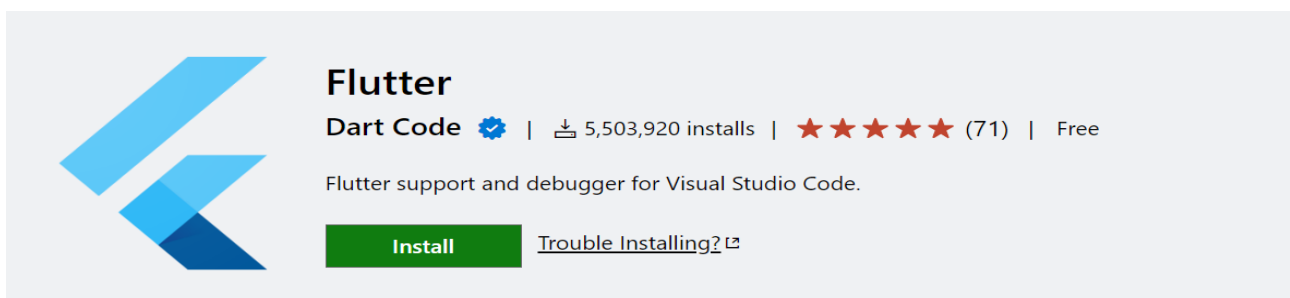 Flutter
Dart Code | 5,503,920 installs | (71) | Free
Flutter support and debugger for Visual Studio Code.
Install Trouble Installing?